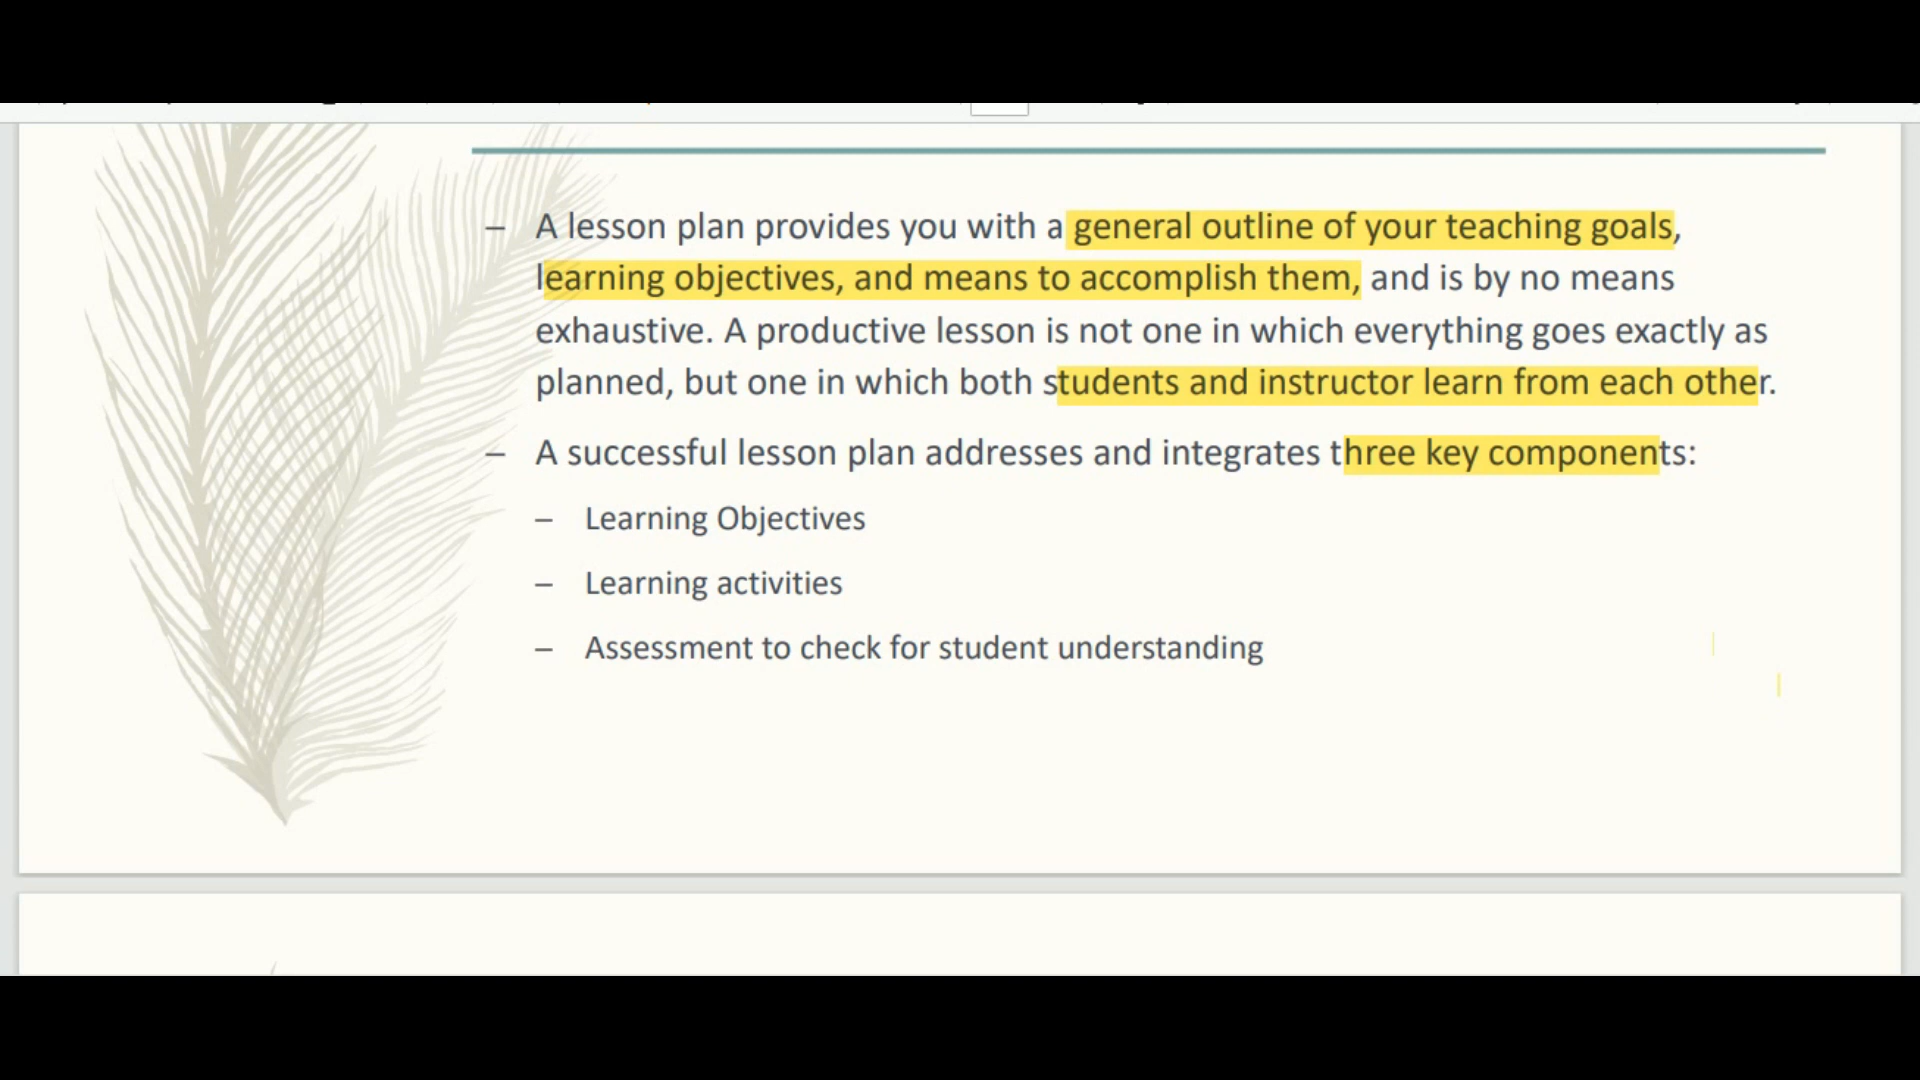 – A lesson plan provides you with a general outline of your teaching goals,
learning objectives, and means to accomplish them, and is by no means
exhaustive. A productive lesson is not one in which everything goes exactly as
planned, but one in which both students and instructor learn from each other.
– A successful lesson plan addresses and integrates three key components:
– Learning Objectives
– Learning activities
– Assessment to check for student understanding